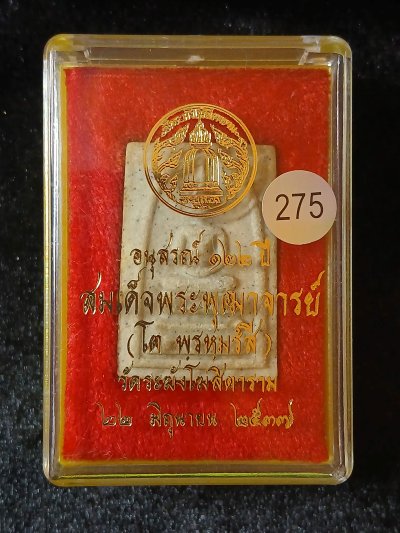 275
อนุสรณ์ ๑๒๒ ปี
สมเด็จพระพุฒาจารย์
(โต พฺรหฺมรํสี)
วัดระฆังโฆสิตาราม
๒๒ มิถุนายน ๒๕๓๗